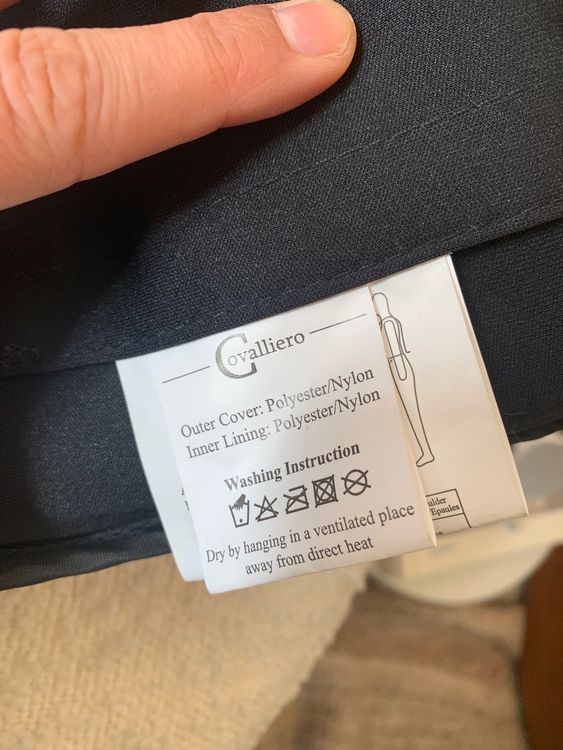 Covalliero
Outer Cover: Polyester/Nylon
Inner Lining: Polyester/Nylon
Washing Instruction
Dry by hanging in a ventilated place
away from direct heat
Epaules